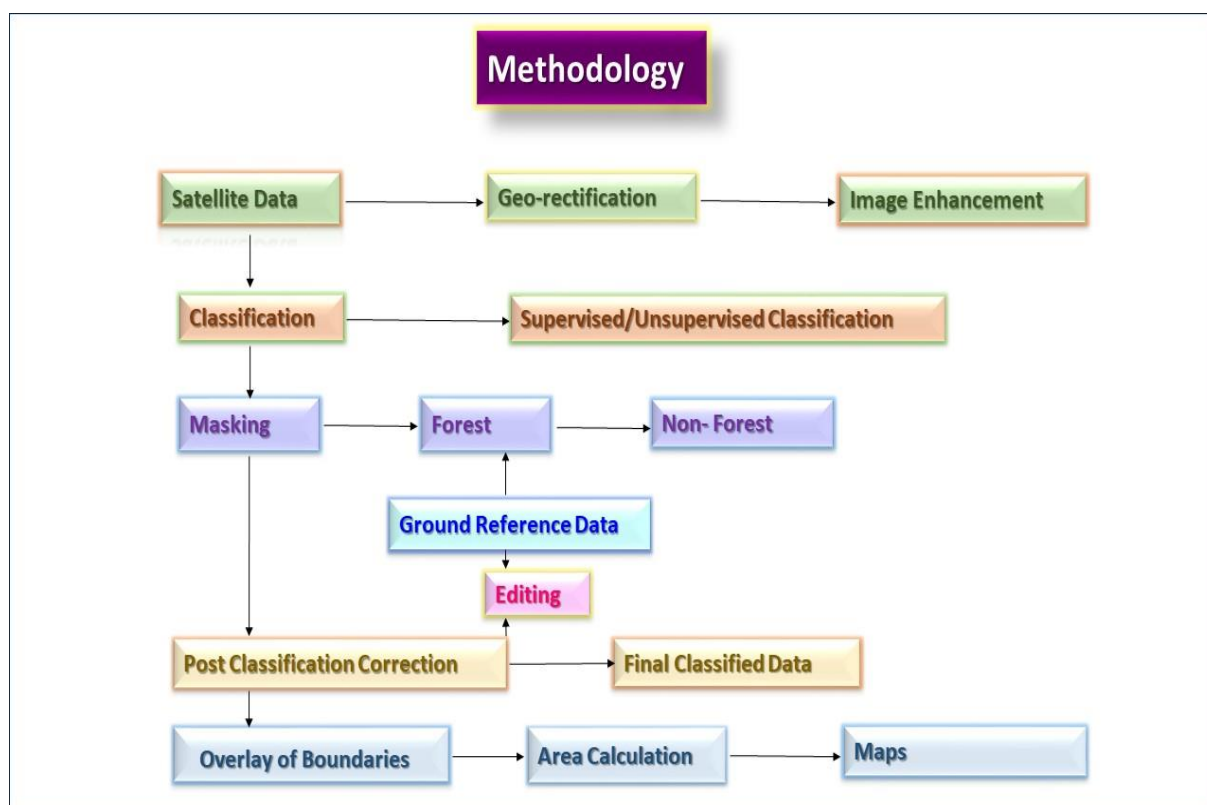 Methodology
Satellite Data
Geo-rectification
Image Enhancement
Classification
Supervised/Unsupervised Classification
Masking
Forest
Non- Forest
Ground Reference Data
Editing
Post Classification Correction
Final Classified Data
Overlay of Boundaries
Area Calculation
Maps